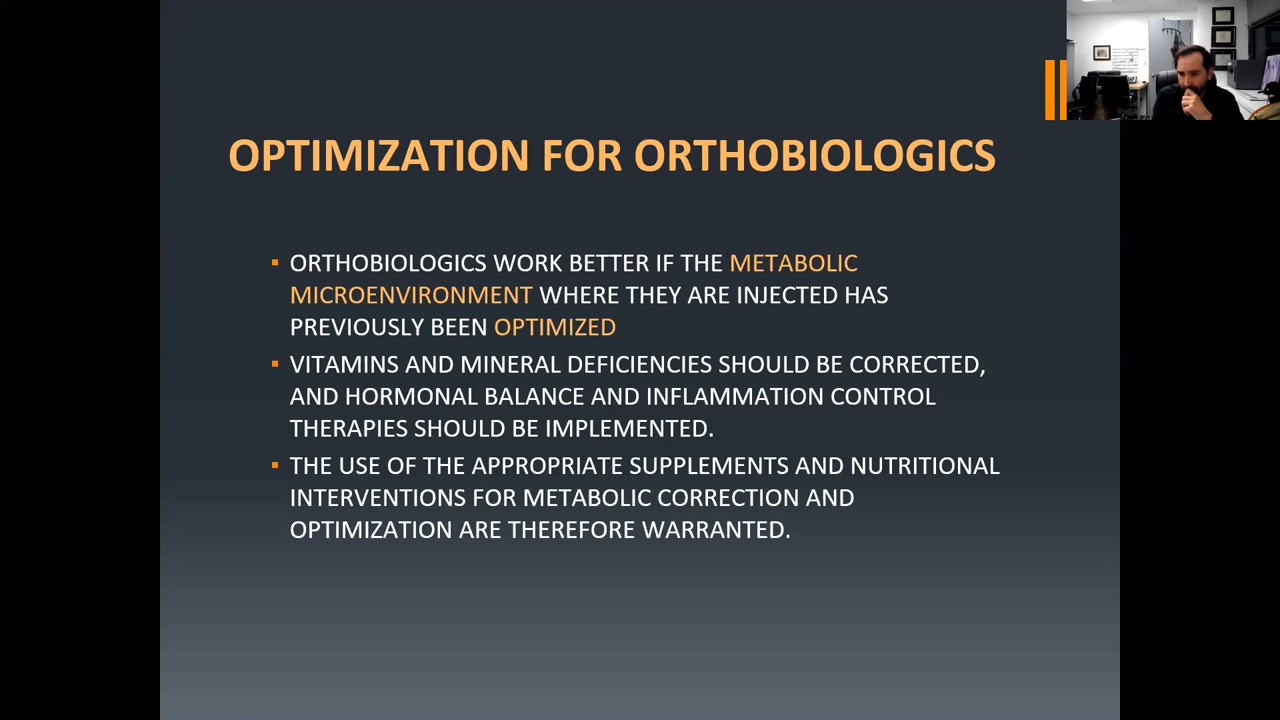 OPTIMIZATION FOR ORTHOBIOLOGICS
▪ ORTHOBIOLOGICS WORK BETTER IF THE METABOLIC
MICROENVIRONMENT WHERE THEY ARE INJECTED HAS
PREVIOUSLY BEEN OPTIMIZED
▪ VITAMINS AND MINERAL DEFICIENCIES SHOULD BE CORRECTED,
AND HORMONAL BALANCE AND INFLAMMATION CONTROL
THERAPIES SHOULD BE IMPLEMENTED.
▪ THE USE OF THE APPROPRIATE SUPPLEMENTS AND NUTRITIONAL
INTERVENTIONS FOR METABOLIC CORRECTION AND
OPTIMIZATION ARE THEREFORE WARRANTED.